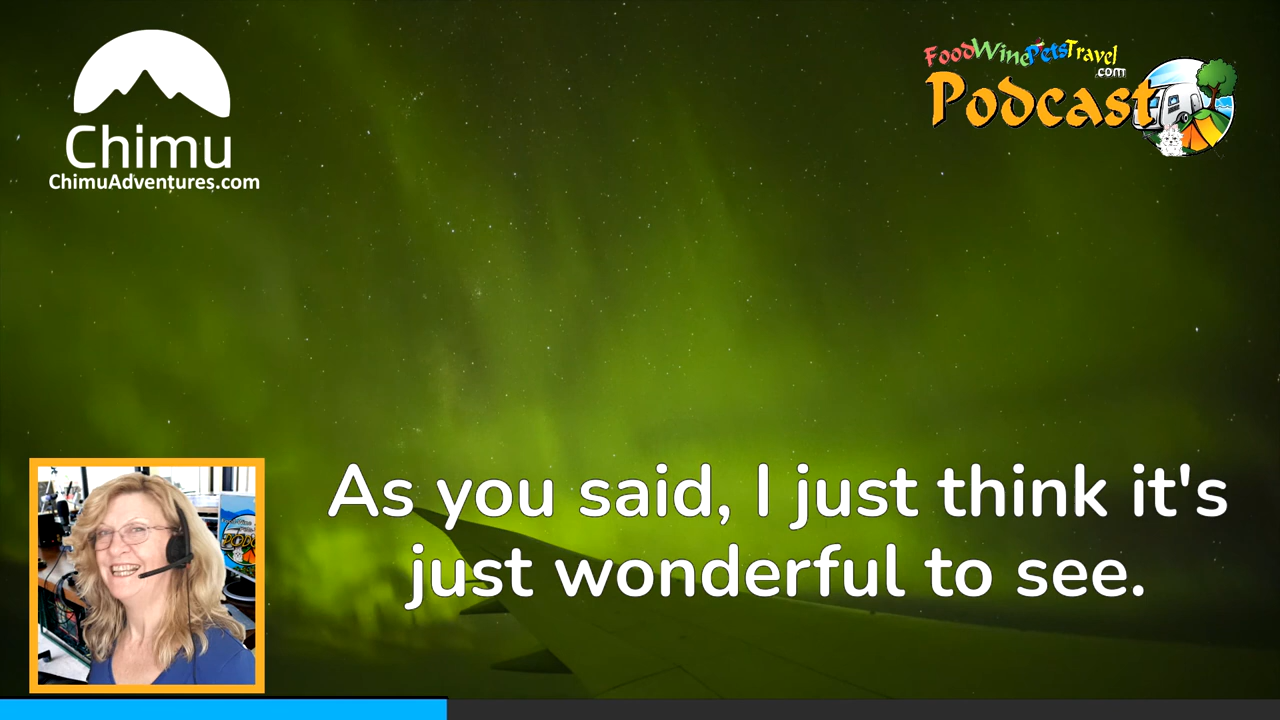 Chimu
ChimuAdventures.com
FoodWinePetsTravel
.com
Podcast
As you said, I just think it's
just wonderful to see.